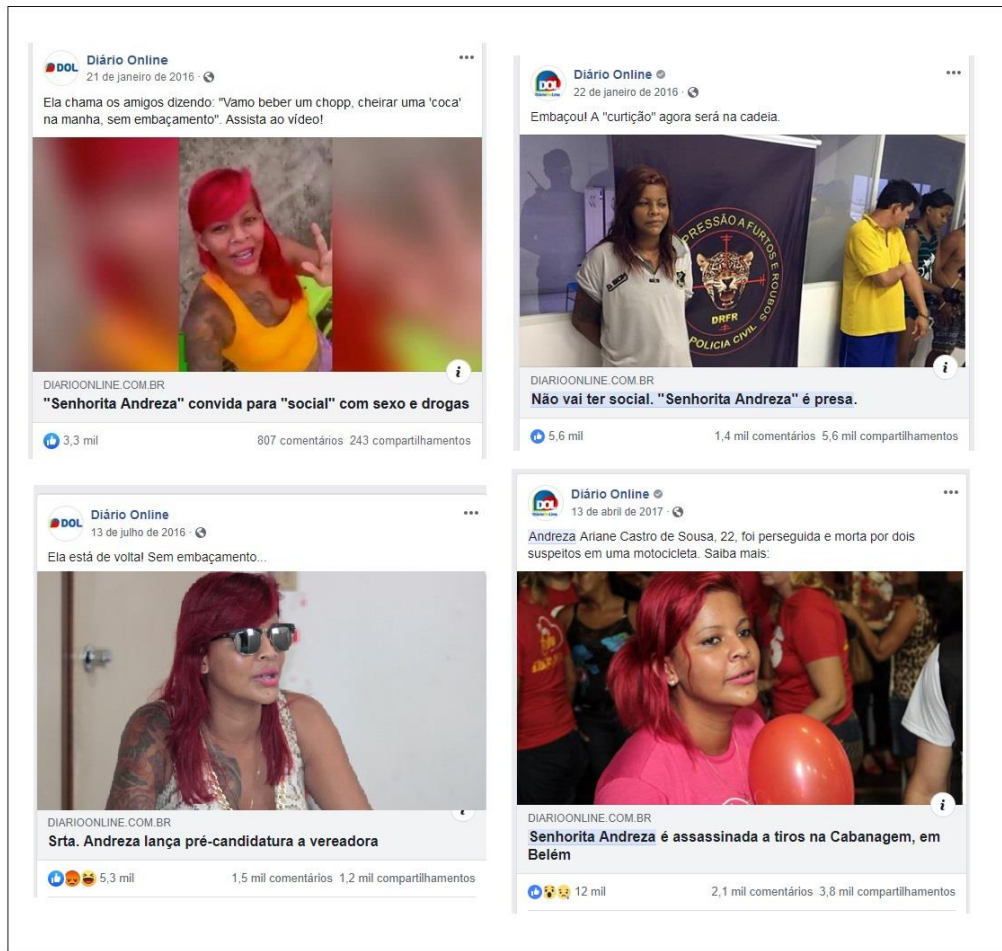 DOL
Diário Online
21 de janeiro de 2016
Ela chama os amigos dizendo: "Vamo beber um chopp, cheirar uma 'coca'
na manha, sem embaçamento". Assista ao vídeo!
DIARIOONLINE.COM.BR
"Senhorita Andreza" convida para "social" com sexo e drogas
3,3 mil
807 comentários 243 compartilhamentos
DOL
Diário Online
22 de janeiro de 2016
Embaçou! A "curtição" agora será na cadeia.
PRESSÃO A FURTOS E ROUBOS
DRFR
POLICIA CIVIL
DIARIOONLINE.COM.BR
Não vai ter social. "Senhorita Andreza" é presa.
5,6 mil
1,4 mil comentários 5,6 mil compartilhamentos
DOL
Diário Online
13 de julho de 2016
Ela está de volta! Sem embaçamento...
DIARIOONLINE.COM.BR
Srta. Andreza lança pré-candidatura a vereadora
5,3 mil
1,5 mil comentários 1,2 mil compartilhamentos
DOL
Diário Online
13 de abril de 2017
Andreza Ariane Castro de Sousa, 22, foi perseguida e morta por dois
suspeitos em uma motocicleta. Saiba mais:
DIARIOONLINE.COM.BR
Senhorita Andreza é assassinada a tiros na Cabanagem, em
Belém
12 mil
2,1 mil comentários 3,8 mil compartilhamentos